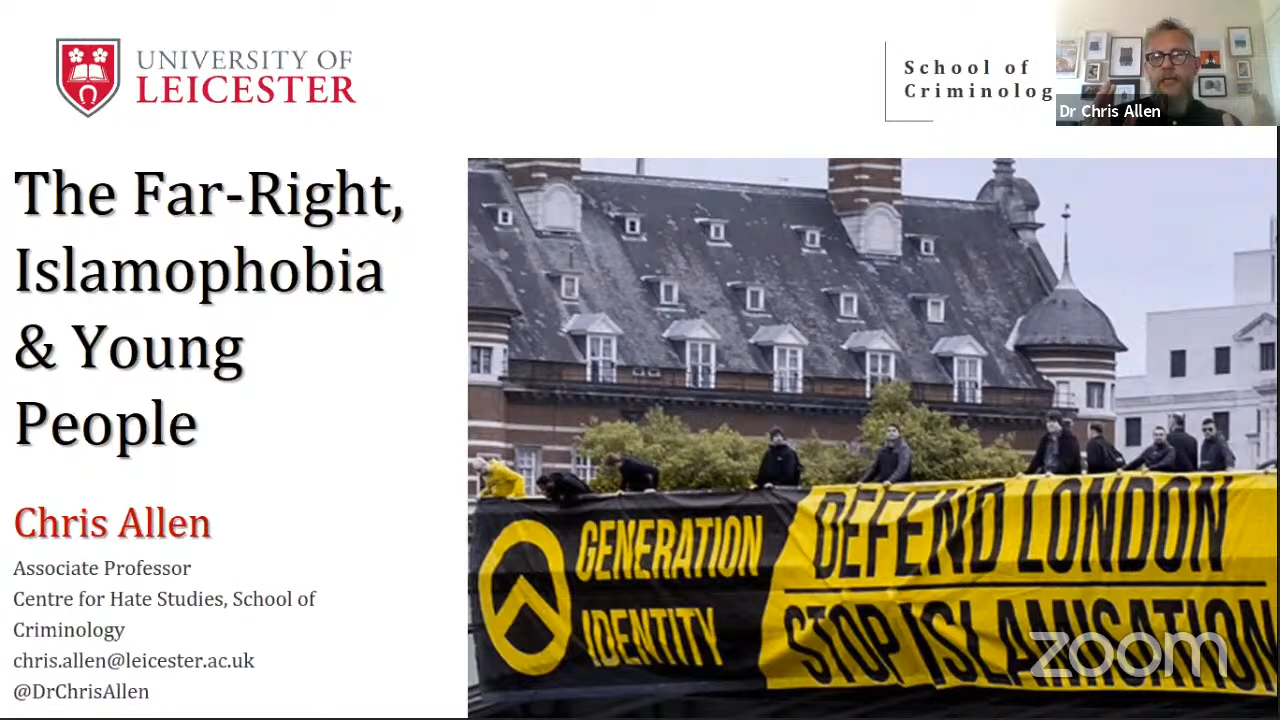 UNIVERSITY OF
LEICESTER
School of
Criminolog
Dr Chris Allen
The Far-Right,
Islamophobia
& Young
People
Chris Allen
Associate Professor
Centre for Hate Studies, School of
Criminology
chris.allen@leicester.ac.uk
@DrChrisAllen
GENERATION
IDENTITY
DEFEND LONDON
STOP ISLAMISATION
zoom